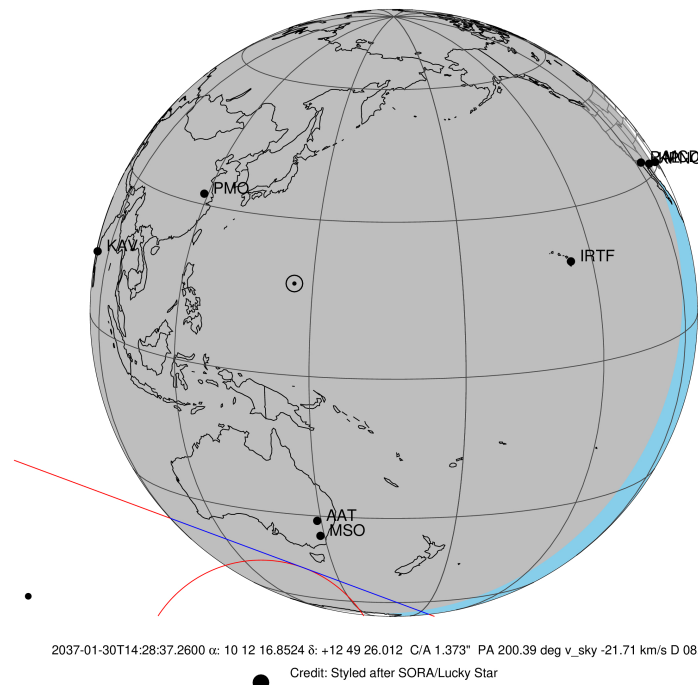 PMO
KAV
IRTF
AAT
MSO
2037-01-30T14:28:37.2600 α: 10 12 16.8524 δ: +12 49 26.012 C/A 1.373" PA 200.39 deg v_sky -21.71 km/s D 08
Credit: Styled after SORA/Lucky Star